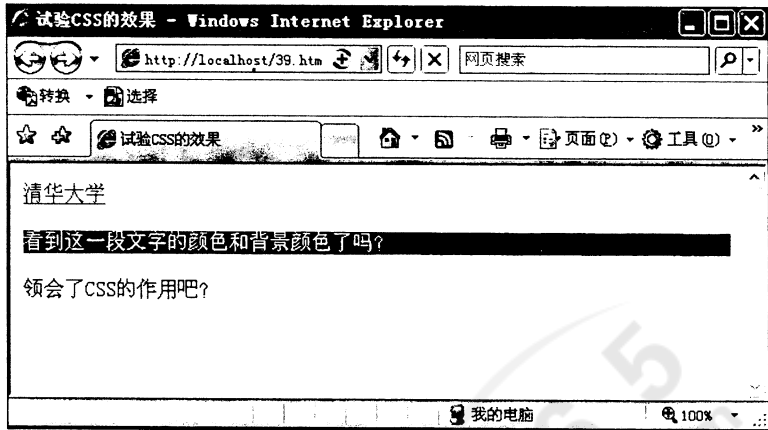 试验CSS的效果 - Windows Internet Explorer
http://localhost/39.htm
网页搜索
转换 选择
试验CSS的效果 页面(P) 工具(O) »
清华大学
看到这一段文字的颜色和背景颜色了吗?
领会了CSS的作用吧?
我的电脑 100%